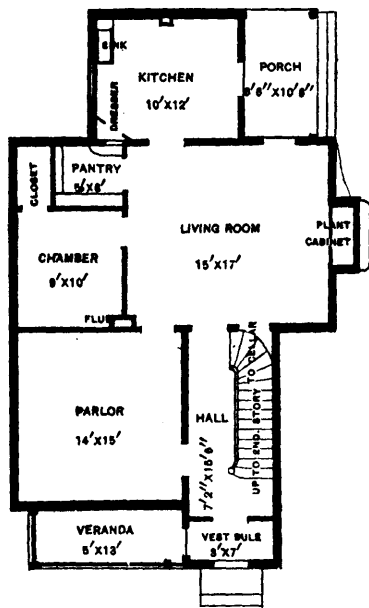 SINK
KITCHEN
10'X12'
DRESSER
PORCH
8'6"X10'8"
CLOSET
PANTRY
5'X8'
LIVING ROOM
15'X17'
PLANT
CABINET
CHAMBER
9'X10'
FLUE
PARLOR
14'X15'
HALL
7'2"X15'6"
UP TO 2ND. STORY TO CELLAR
VERANDA
5'X13'
VESTIBULE
3'X7'